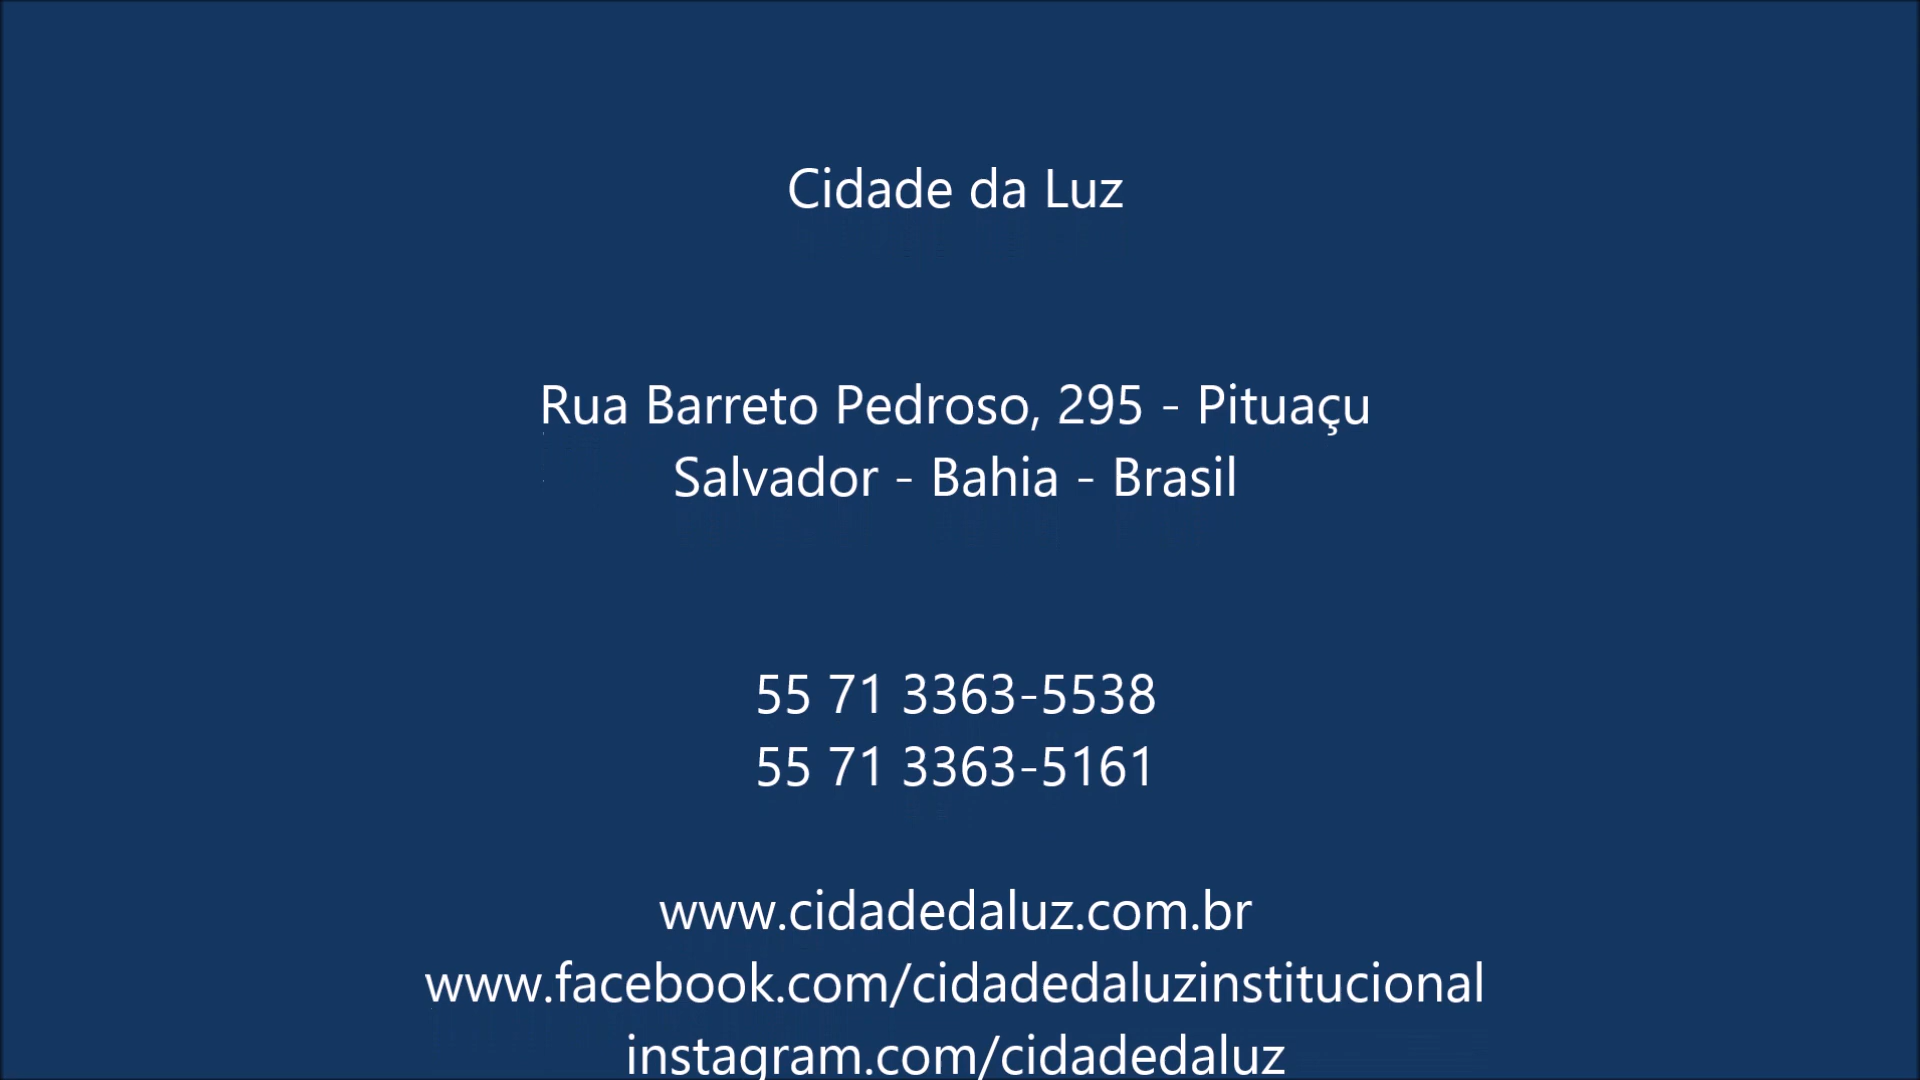 Cidade da Luz
Rua Barreto Pedroso, 295 - Pituaçu
Salvador - Bahia - Brasil
55 71 3363-5538
55 71 3363-5161
www.cidadedaluz.com.br
www.facebook.com/cidadedaluzinstitucional
instagram.com/cidadedaluz